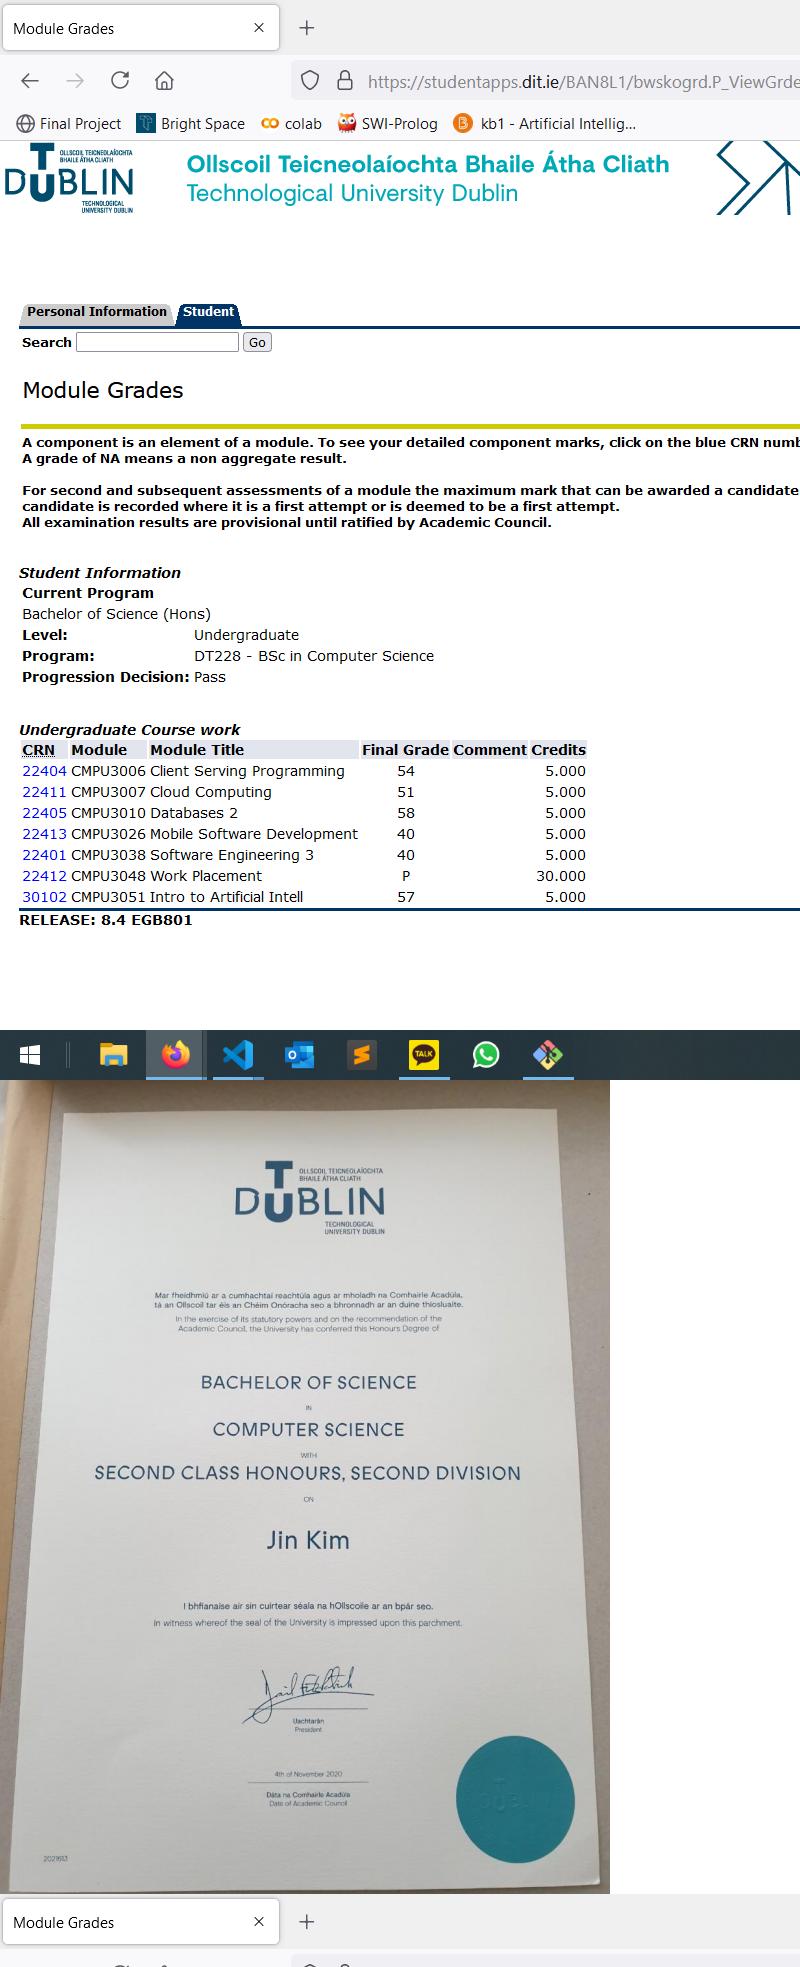 Module Grades
https://studentapps.dit.ie/BAN8L1/bwskogrd.P_ViewGrde
Final Project
Bright Space
colab
SWI-Prolog
kb1 - Artificial Intellig...
OLLSCOIL TEICNEOLAÍOCHTA
BHAILE ÁTHA CLIATH
DUBLIN
TECHNOLOGICAL
UNIVERSITY DUBLIN
Ollscoil Teicneolaíochta Bhaile Átha Cliath
Technological University Dublin
Personal Information Student
Search Go
Module Grades
A component is an element of a module. To see your detailed component marks, click on the blue CRN numb
A grade of NA means a non aggregate result.
For second and subsequent assessments of a module the maximum mark that can be awarded a candidate
candidate is recorded where it is a first attempt or is deemed to be a first attempt.
All examination results are provisional until ratified by Academic Council.
Student Information
Current Program
Bachelor of Science (Hons)
Level: Undergraduate
Program: DT228 - BSc in Computer Science
Progression Decision: Pass
Undergraduate Course work
CRN Module Module Title Final Grade Comment Credits
22404 CMPU3006 Client Serving Programming 54 5.000
22411 CMPU3007 Cloud Computing 51 5.000
22405 CMPU3010 Databases 2 58 5.000
22413 CMPU3026 Mobile Software Development 40 5.000
22401 CMPU3038 Software Engineering 3 40 5.000
22412 CMPU3048 Work Placement P 30.000
30102 CMPU3051 Intro to Artificial Intell 57 5.000
RELEASE: 8.4 EGB801
TALK
OLLSCOIL TEICNEOLAÍOCHTA
BHAILE ÁTHA CLIATH
DUBLIN
TECHNOLOGICAL
UNIVERSITY DUBLIN
Mar fheidhmiú ar a cumhachtaí reachtúla agus ar mholadh na Comhairle Acadúla,
tá an Ollscoil tar éis an Chéim Onóracha seo a bhronnadh ar an duine thíosluaite.
In the exercise of its statutory powers and on the recommendation of the
Academic Council, the University has conferred this Honours Degree of
BACHELOR OF SCIENCE
IN
COMPUTER SCIENCE
WITH
SECOND CLASS HONOURS, SECOND DIVISION
ON
Jin Kim
I bhfianaise air sin cuirtear séala na hOllscoile ar an bpár seo.
In witness whereof the seal of the University is impressed upon this parchment.
Uachtarán
President
4th of November 2020
Dáta na Comhairle Acadúla
Date of Academic Council
2021613
Module Grades